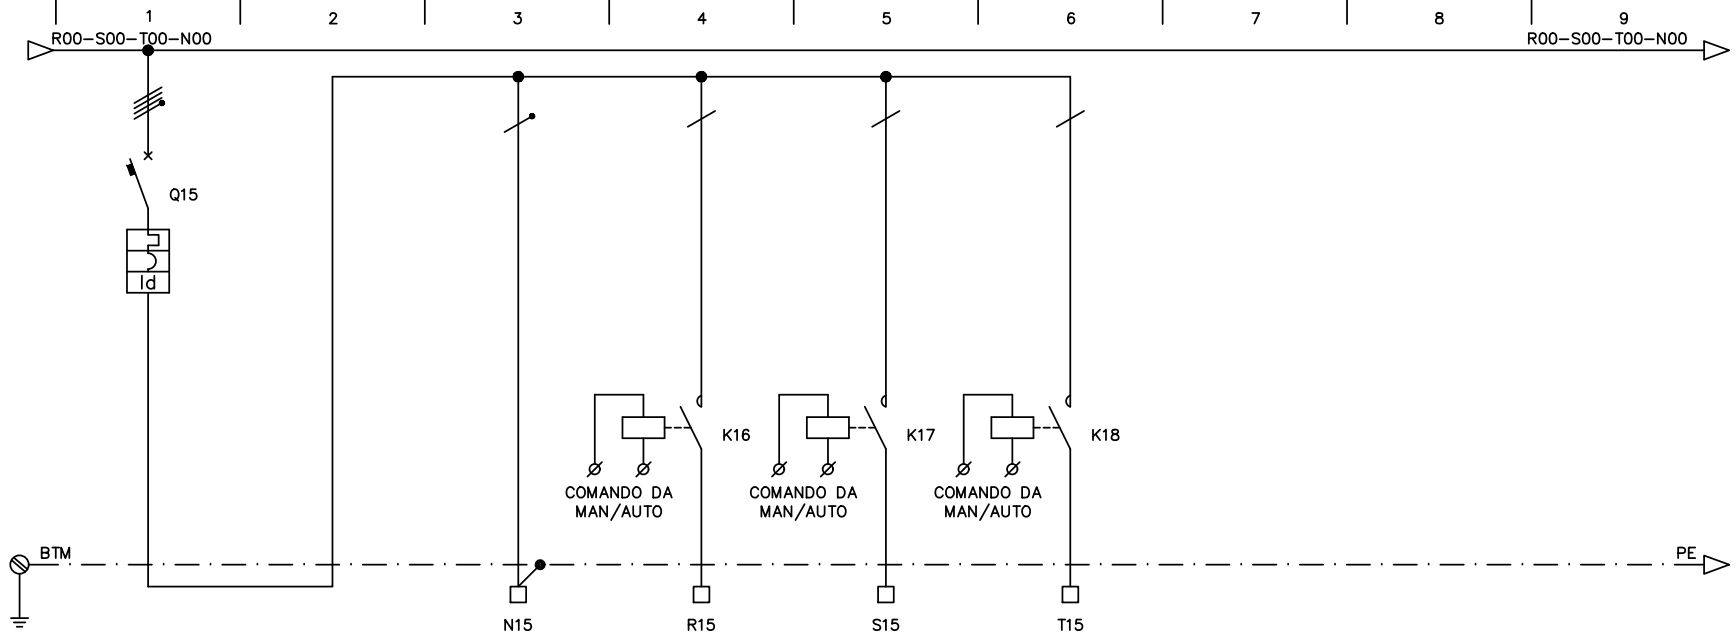 1 2 3 4 5 6 7 8 9
R00-S00-T00-N00 R00-S00-T00-N00
Q15
Id
K16 K17 K18
COMANDO DA COMANDO DA COMANDO DA
MAN/AUTO MAN/AUTO MAN/AUTO
BTM PE
N15 R15 S15 T15